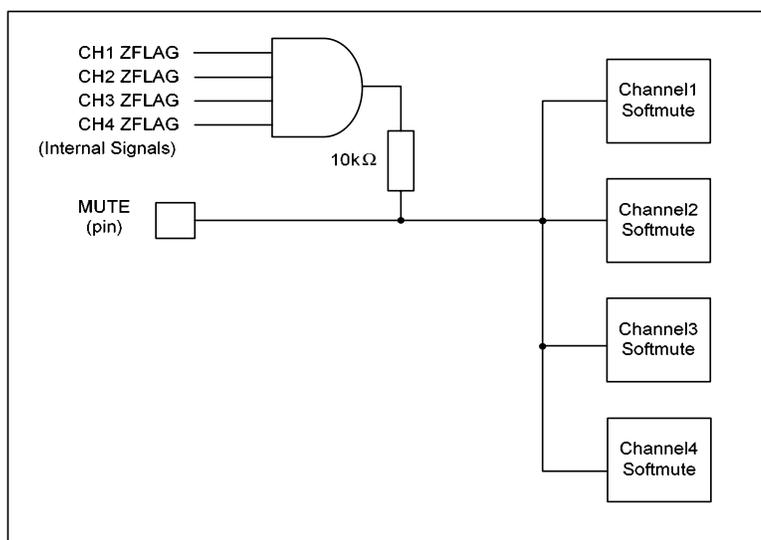 CH1 ZFLAG
CH2 ZFLAG
CH3 ZFLAG
CH4 ZFLAG
(Internal Signals)
10kΩ
MUTE
(pin)
Channel1
Softmute
Channel2
Softmute
Channel3
Softmute
Channel4
Softmute